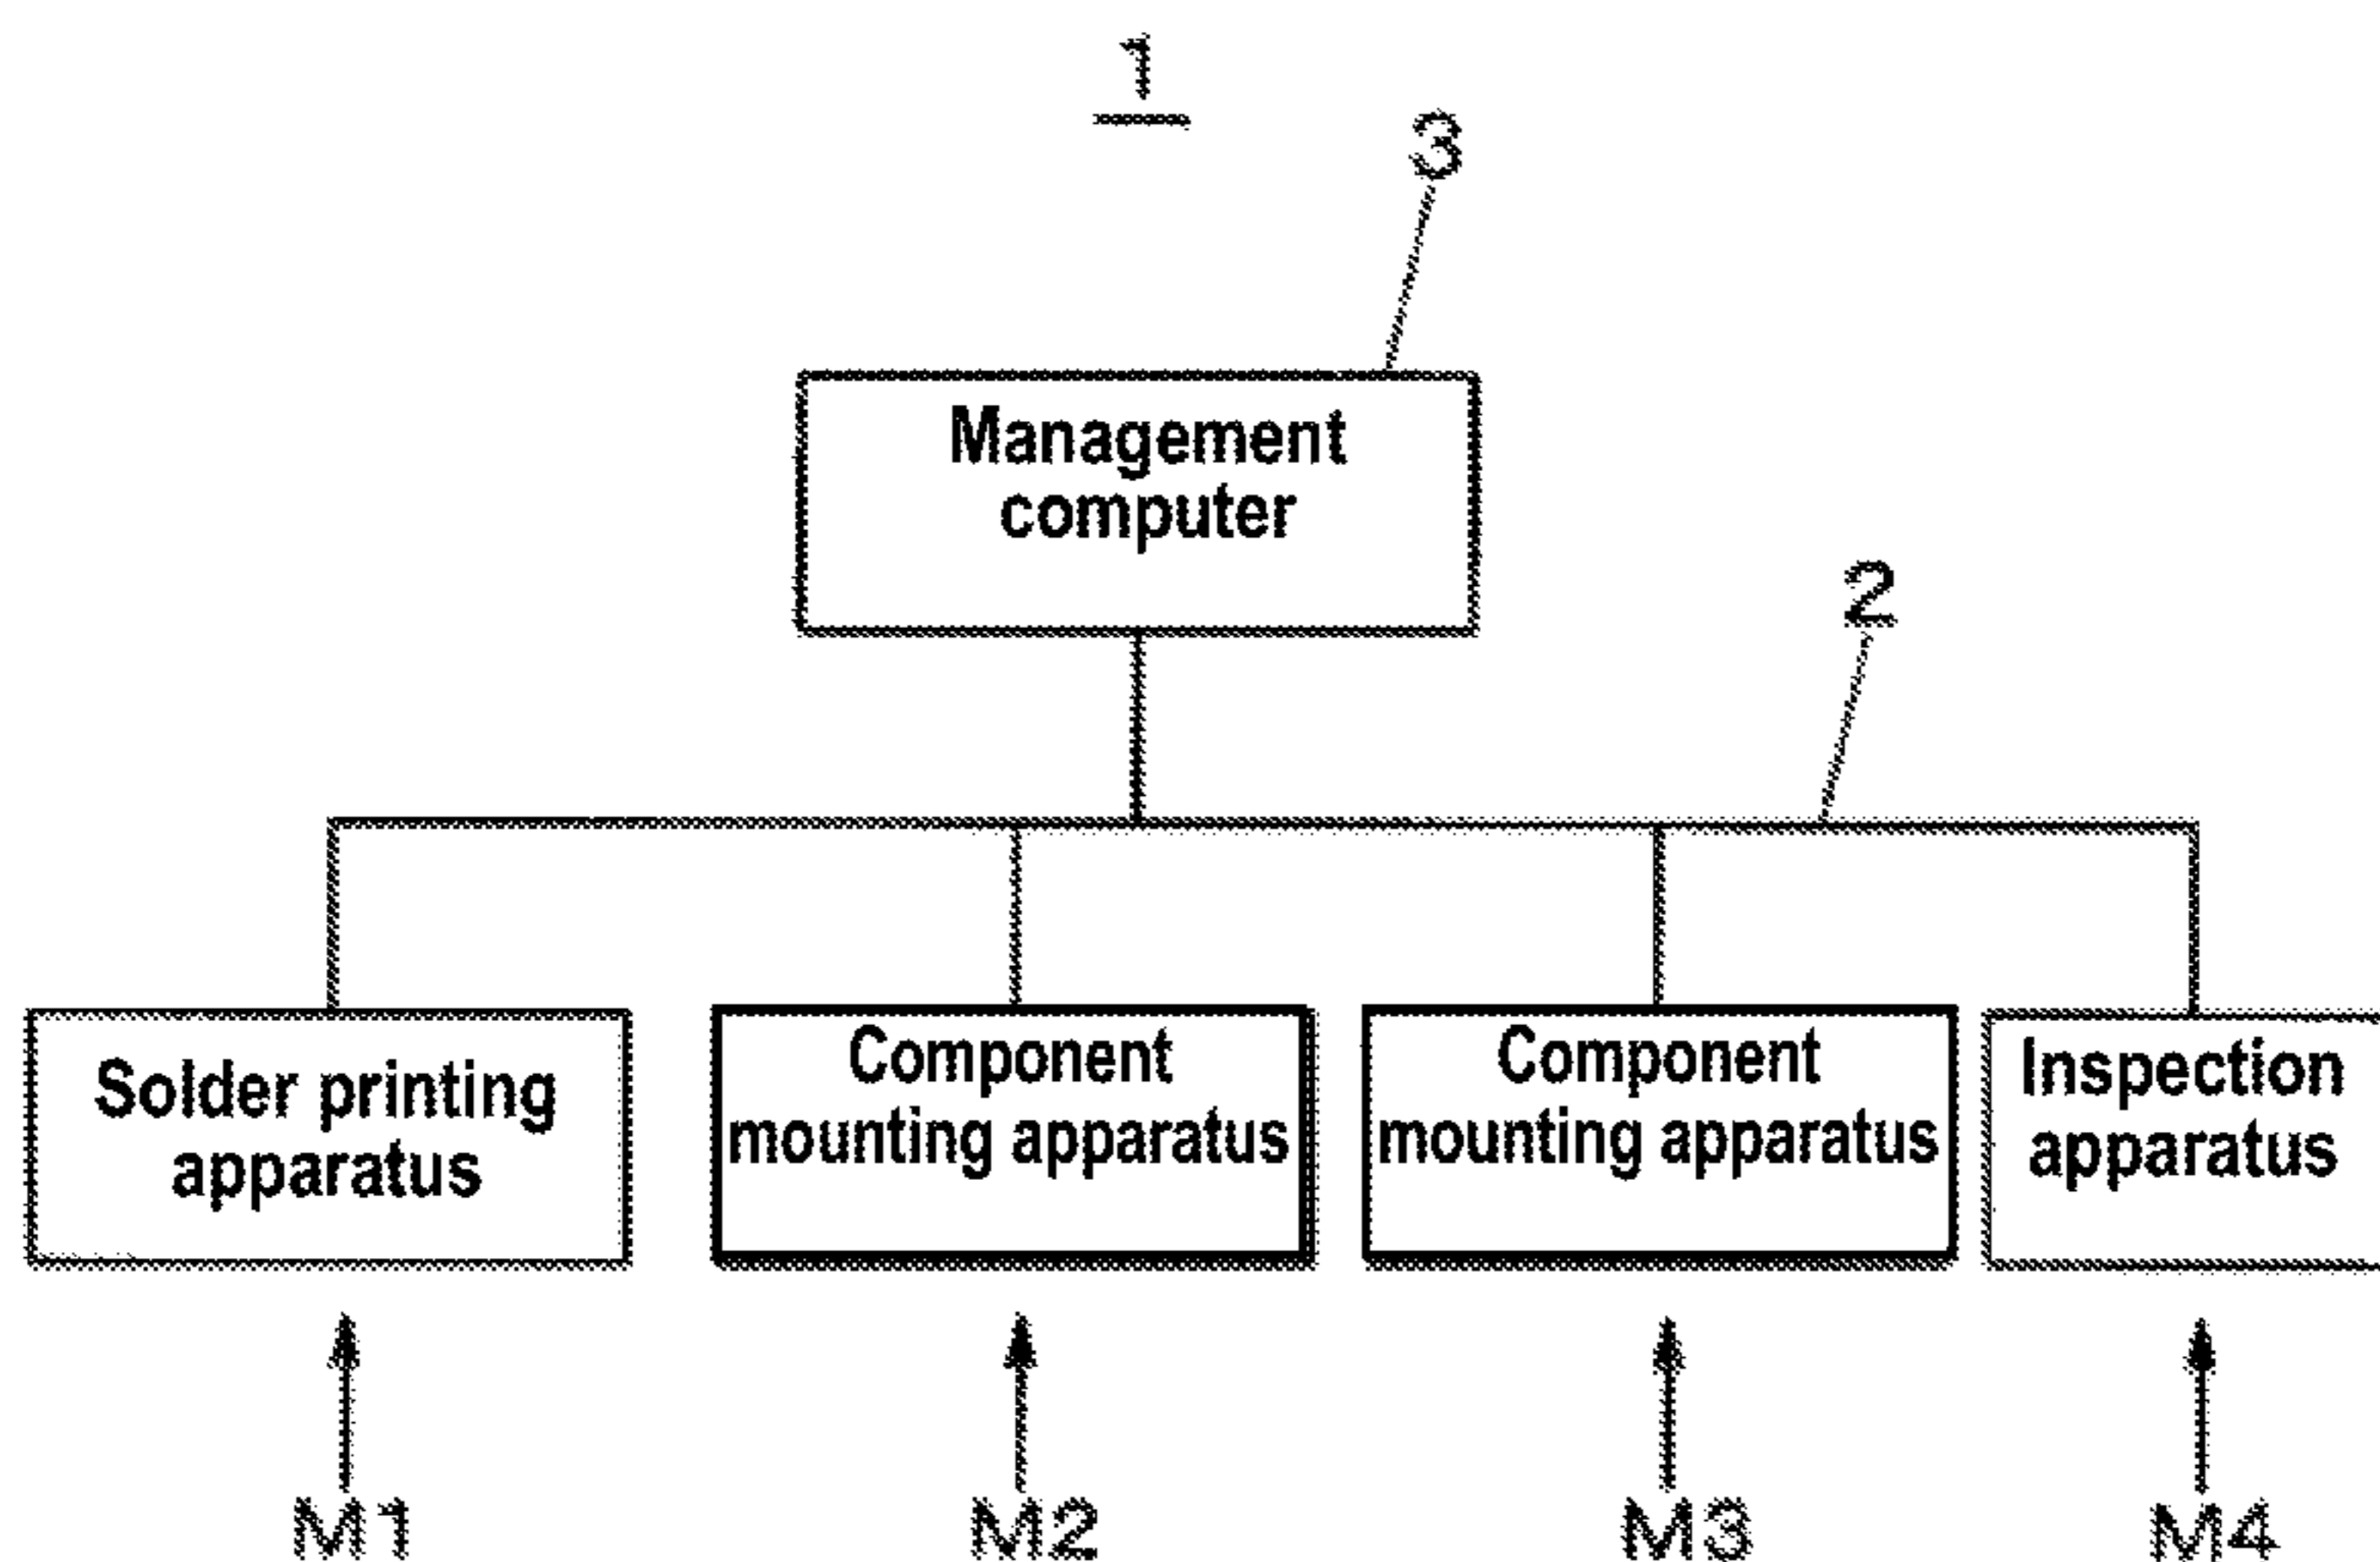 1
3
Management
computer
2
Solder printing
apparatus
Component
mounting apparatus
Component
mounting apparatus
Inspection
apparatus
M1
M2
M3
M4